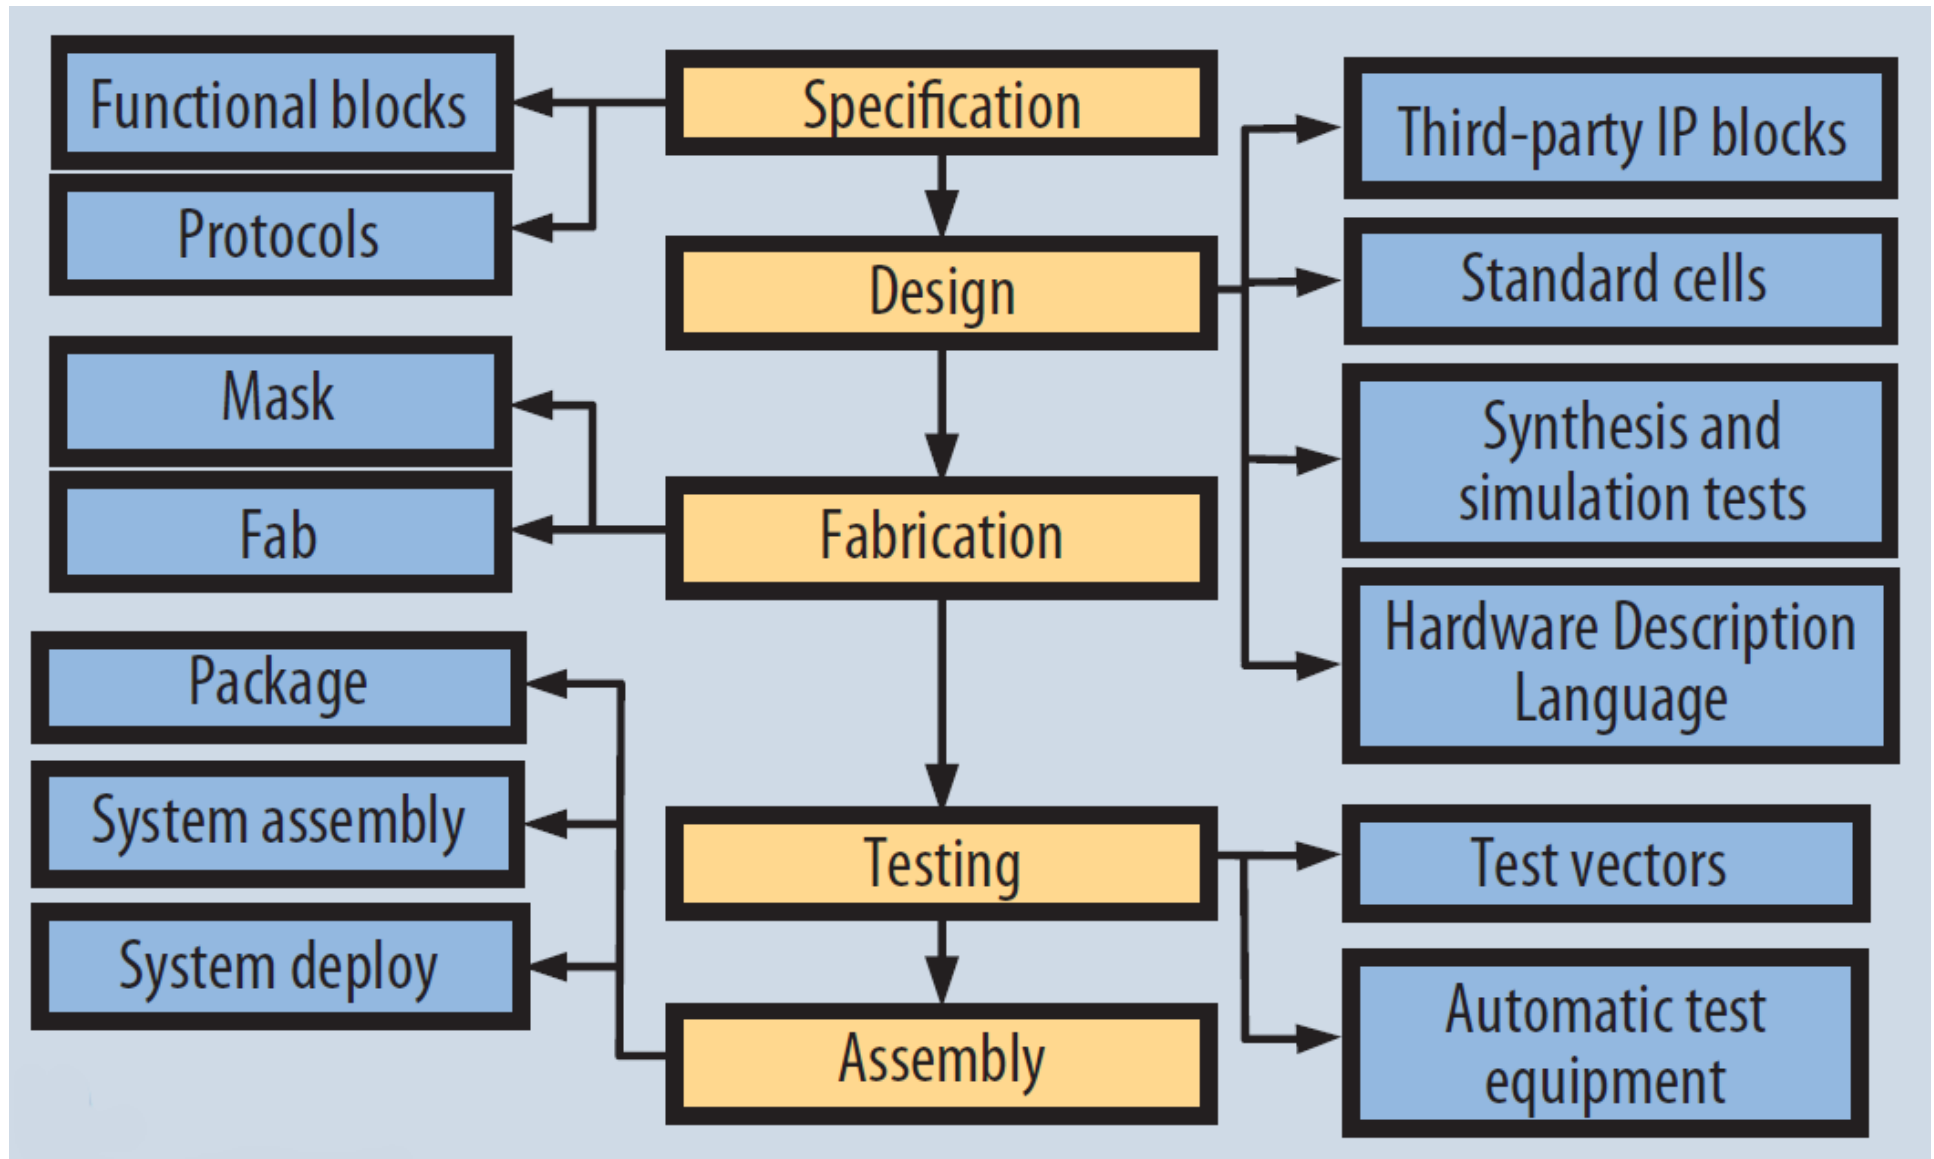 Functional blocks
Protocols
Mask
Fab
Package
System assembly
System deploy
Specification
Design
Fabrication
Testing
Assembly
Third-party IP blocks
Standard cells
Synthesis and
simulation tests
Hardware Description
Language
Test vectors
Automatic test
equipment